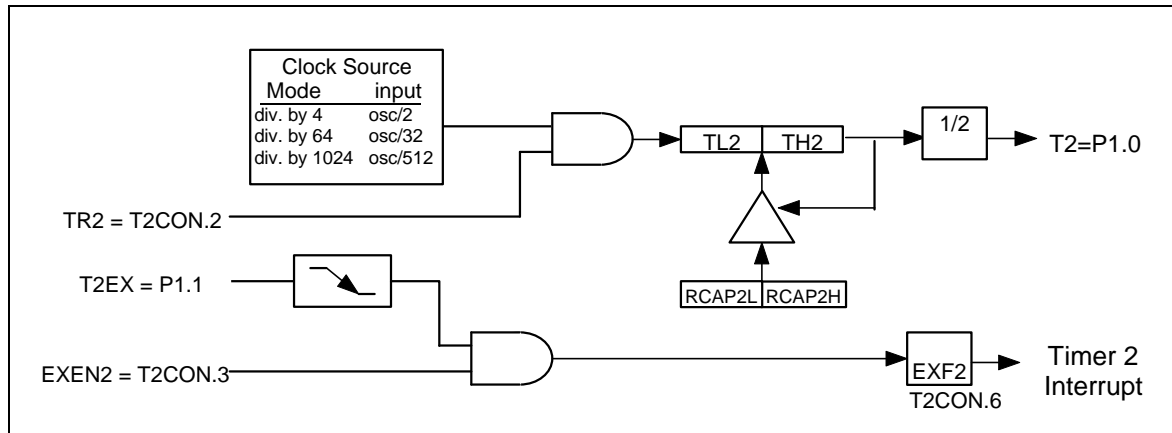 Clock Source
Mode input
div. by 4 osc/2
div. by 64 osc/32
div. by 1024 osc/512
TL2 TH2
1/2
T2=P1.0
TR2 = T2CON.2
T2EX = P1.1
RCAP2L RCAP2H
EXEN2 = T2CON.3
EXF2
T2CON.6
Timer 2
Interrupt